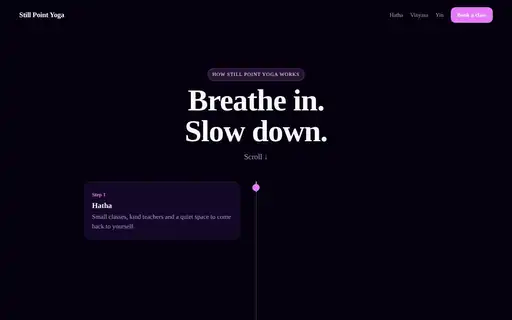 Still Point Yoga
Hatha
Vinyasa
Yin
Book a class
HOW STILL POINT YOGA WORKS
Breathe in.
Slow down.
Scroll ↓
Step 1
Hatha
Small classes, kind teachers and a quiet space to come
back to yourself.